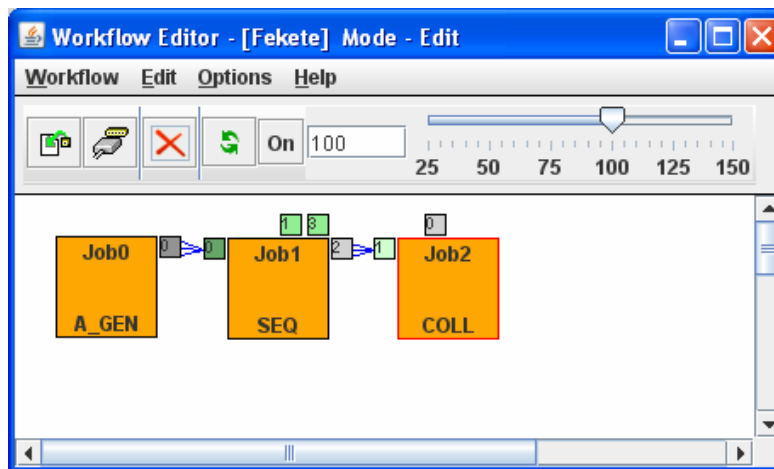 Workflow Editor - [Fekete] Mode - Edit
Workflow Edit Options Help
On 100
25 50 75 100 125 150
1 3 0
Job0 0 0 Job1 2 1 Job2
A_GEN SEQ COLL